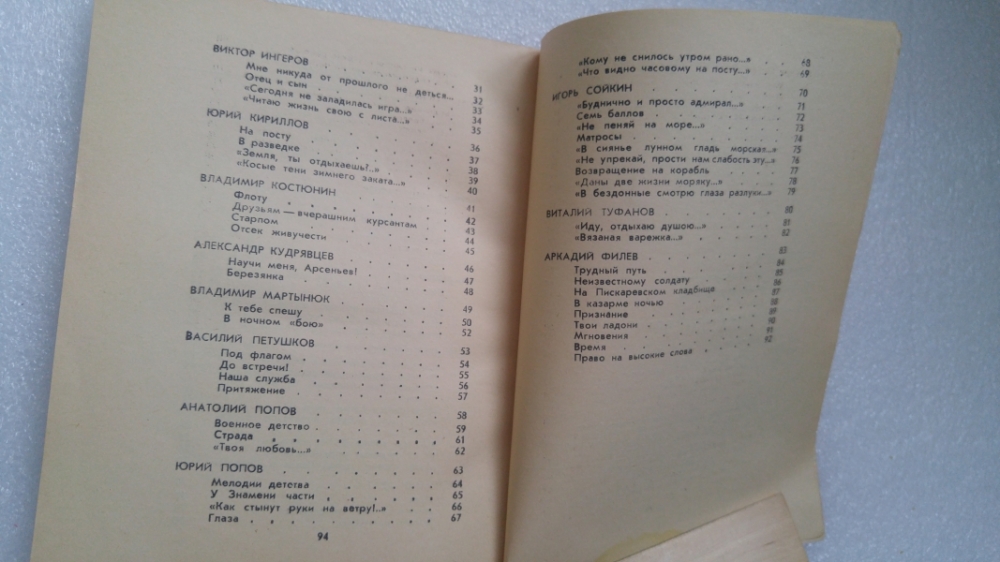 ВИКТОР ИНГЕРОВ . . . . . . 31
Мне никуда от прошлого не деться... 32
Отец и сын . . . . . . 33
«Сегодня не заладилась игра...» . . 34
«Читаю жизнь свою с листа...» . . 35
ЮРИЙ КИРИЛЛОВ . . . . . . 36
На посту . . . . . . 37
В разведке . . . . . . 38
«Земля, ты отдыхаешь!..» . . . 39
«Косые тени зимнего заката...» . . 40
ВЛАДИМИР КОСТЮНИН . . . . . 41
Флоту . . . . . . 42
Друзьям — вчерашним курсантам . . 43
Старпом . . . . . . 44
Отсек живучести . . . . . 45
АЛЕКСАНДР КУДРЯВЦЕВ . . . . 46
Научи меня, Арсеньев! . . . . 47
Березянка . . . . . . 48
ВЛАДИМИР МАРТЫНЮК . . . . 49
К тебе спешу . . . . . 50
В ночном «бою» . . . . . 52
ВАСИЛИЙ ПЕТУШКОВ . . . . . 53
Под флагом . . . . . . 54
До встречи! . . . . . . 55
Наша служба . . . . . . 56
Притяжение . . . . . . 57
АНАТОЛИЙ ПОПОВ . . . . . 58
Военное детство . . . . . 59
Страда . . . . . . 61
«Твоя любовь...» . . . . . 62
ЮРИЙ ПОПОВ . . . . . . 63
Мелодии детства . . . . . 64
У Знамени части . . . . . 65
«Как стынут руки на ветру!..» . . . 66
Глаза . . . . . . 67
94
«Кому не снилось утром рано...» . . 68
«Что видно часовому на посту...» . . 69
ИГОРЬ СОЙКИН . . . . . . 70
«Буднично и просто адмирал...» . . 71
Семь баллов . . . . . . 72
«Не пеняй на море...» . . . . 73
Матросы . . . . . . 74
«В сиянье лунном гладь морская...» . 75
«Не упрекай, прости нам слабость эту...» 76
Возвращение на корабль . . . . 77
«Даны две жизни моряку...» . . . 78
«В бездонные смотрю глаза разлуки...» . 79
ВИТАЛИЙ ТУФАНОВ . . . . . 80
«Иду, отдыхаю душою...» . . . 81
«Вязаная варежка...» . . . . 82
АРКАДИЙ ФИЛЕВ . . . . . . 83
Трудный путь . . . . . . 84
Неизвестному солдату . . . . 85
На Пискаревском кладбище . . . 86
В казарме ночью . . . . . 87
Признание . . . . . . 88
Твои ладони . . . . . . 89
Мгновения . . . . . . 90
Время . . . . . . 91
Право на высокие слова . . . . 92